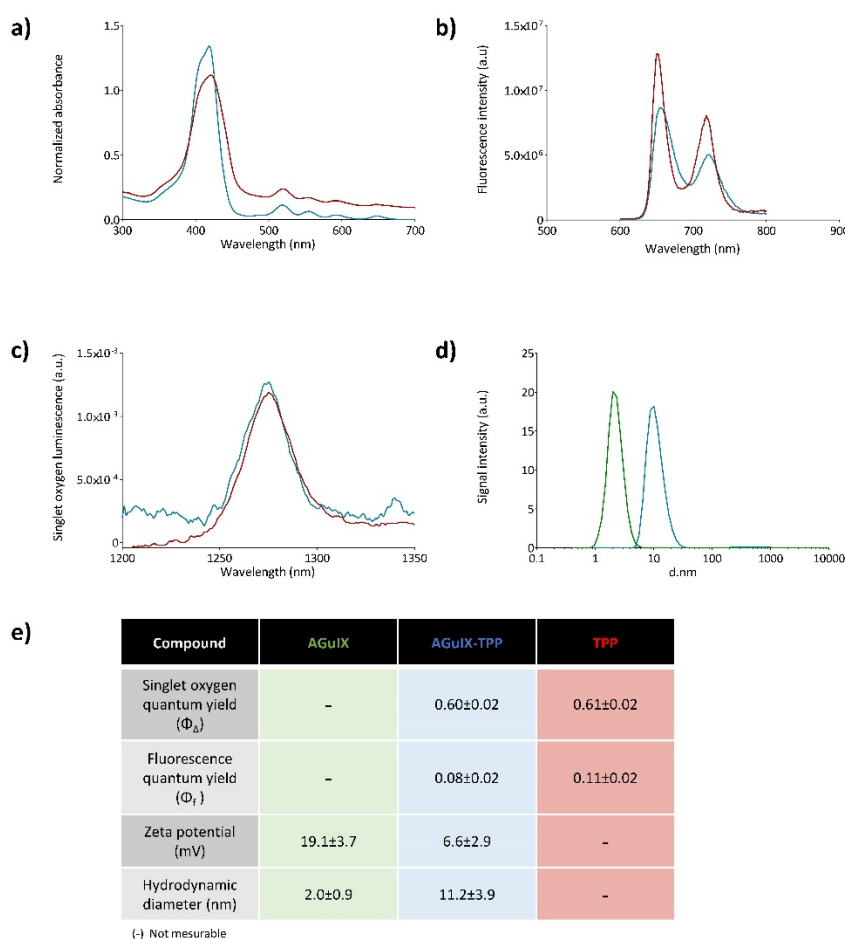 a)
1.5
1.0
0.5
0.0
Normalized absorbance
300 400 500 600 700
Wavelength (nm)
b)
1.5x10⁷
1.0x10⁷
5.0x10⁶
0
Fluorescence intensity (a.u)
500 600 700 800 900
Wavelength (nm)
c)
1.5x10⁻³
1.0x10⁻³
5.0x10⁻⁴
0
Singlet oxygen luminescence (a.u.)
1200 1250 1300 1350
Wavelength (nm)
d)
25
20
15
10
5
0
Signal intensity (a.u.)
0.1 1 10 100 1000 10000
d.nm
e)
Compound AGuIX AGuIX-TPP TPP
Singlet oxygen
quantum yield
(Φ_Δ)
– 0.60±0.02 0.61±0.02
Fluorescence
quantum yield
(Φ_f )
– 0.08±0.02 0.11±0.02
Zeta potential
(mV)
19.1±3.7 6.6±2.9 –
Hydrodynamic
diameter (nm)
2.0±0.9 11.2±3.9 –
(-) Not mesurable